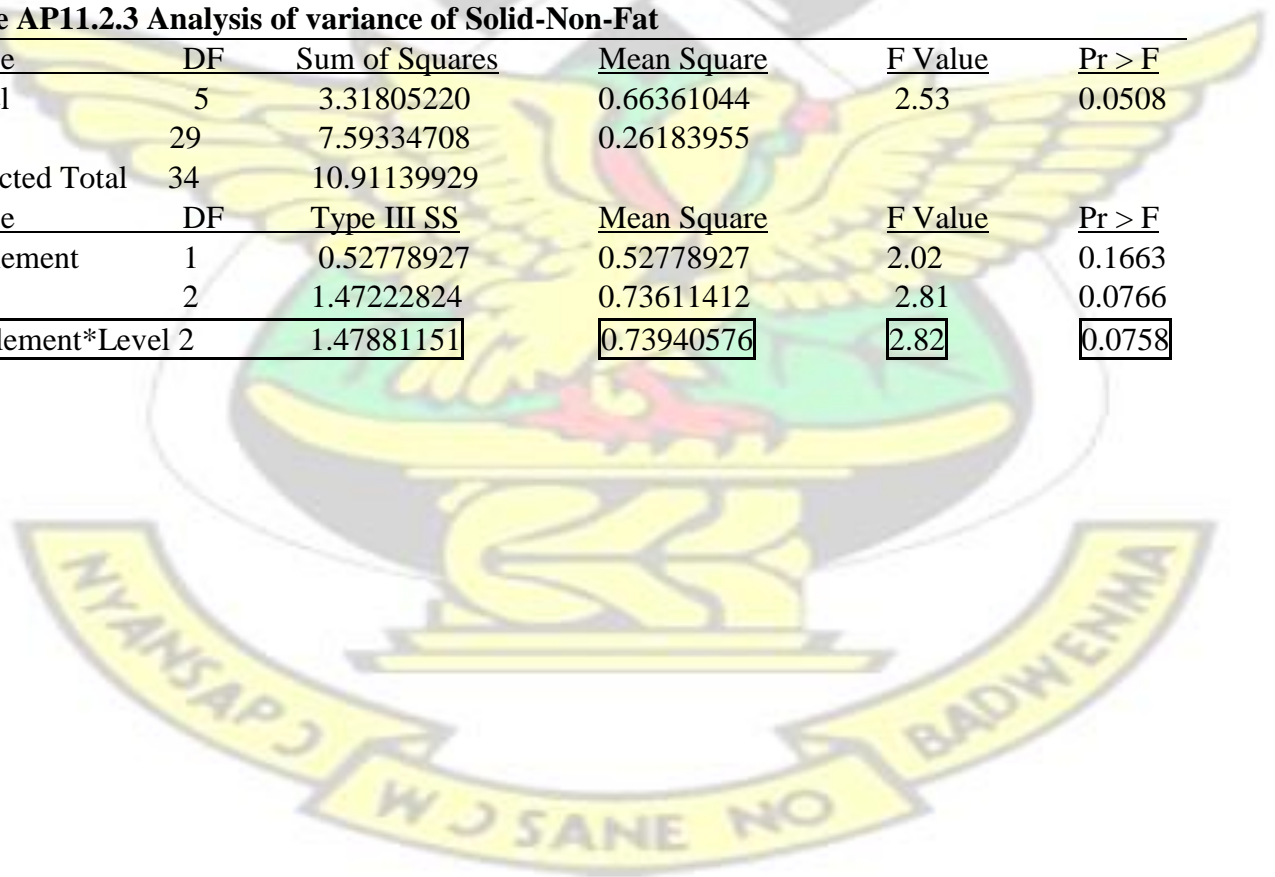 e AP11.2.3 Analysis of variance of Solid-Non-Fat
e DF Sum of Squares Mean Square F Value Pr > F
l 5 3.31805220 0.66361044 2.53 0.0508
29 7.59334708 0.26183955
cted Total 34 10.91139929
e DF Type III SS Mean Square F Value Pr > F
lement 1 0.52778927 0.52778927 2.02 0.1663
2 1.47222824 0.73611412 2.81 0.0766
lement*Level 2 1.47881151 0.73940576 2.82 0.0758
NYANSAPƆ WƆ SANE NO BADWENMA